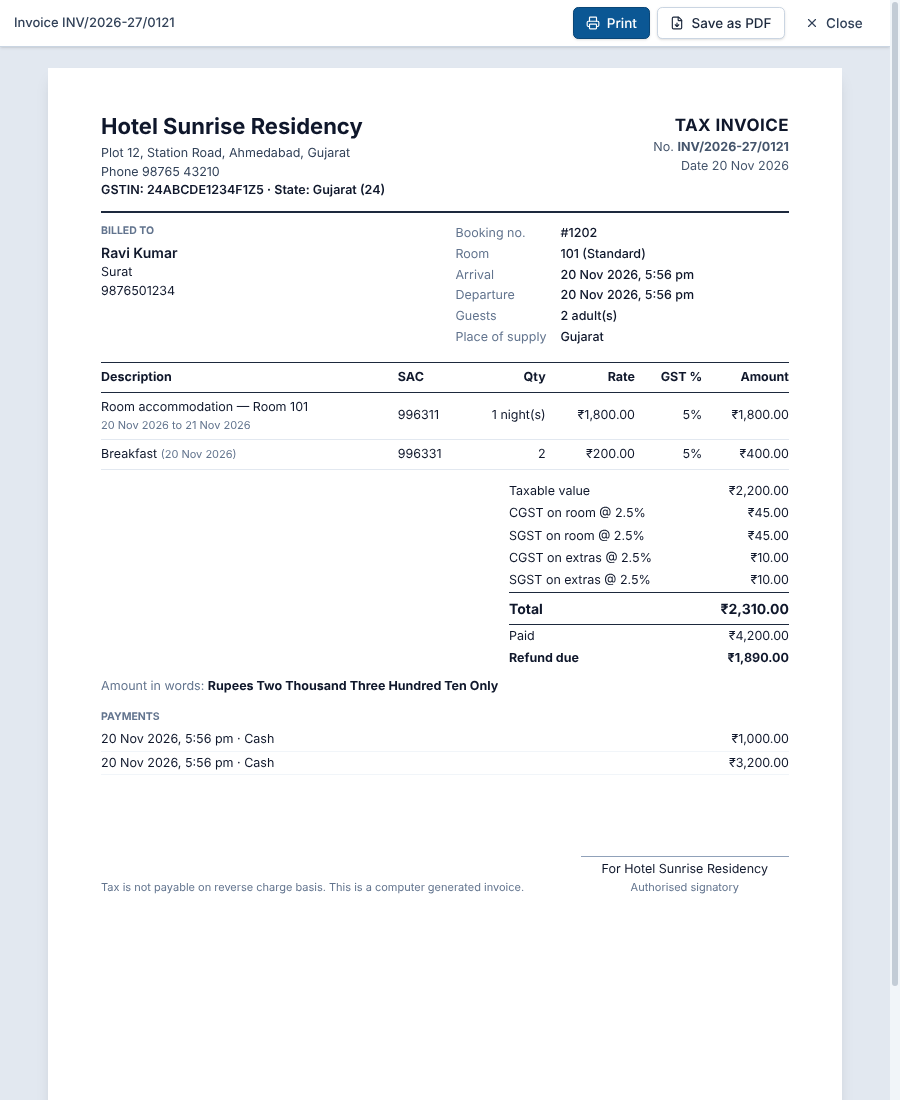 Invoice INV/2026-27/0121
Print
Save as PDF
Close
Hotel Sunrise Residency
Plot 12, Station Road, Ahmedabad, Gujarat
Phone 98765 43210
GSTIN: 24ABCDE1234F1Z5 · State: Gujarat (24)
TAX INVOICE
No. INV/2026-27/0121
Date 20 Nov 2026
BILLED TO
Ravi Kumar
Surat
9876501234
Booking no. #1202
Room 101 (Standard)
Arrival 20 Nov 2026, 5:56 pm
Departure 20 Nov 2026, 5:56 pm
Guests 2 adult(s)
Place of supply Gujarat
Description SAC Qty Rate GST % Amount
Room accommodation — Room 101 996311 1 night(s) ₹1,800.00 5% ₹1,800.00
20 Nov 2026 to 21 Nov 2026
Breakfast (20 Nov 2026) 996331 2 ₹200.00 5% ₹400.00
Taxable value ₹2,200.00
CGST on room @ 2.5% ₹45.00
SGST on room @ 2.5% ₹45.00
CGST on extras @ 2.5% ₹10.00
SGST on extras @ 2.5% ₹10.00
Total ₹2,310.00
Paid ₹4,200.00
Refund due ₹1,890.00
Amount in words: Rupees Two Thousand Three Hundred Ten Only
PAYMENTS
20 Nov 2026, 5:56 pm · Cash ₹1,000.00
20 Nov 2026, 5:56 pm · Cash ₹3,200.00
For Hotel Sunrise Residency
Authorised signatory
Tax is not payable on reverse charge basis. This is a computer generated invoice.